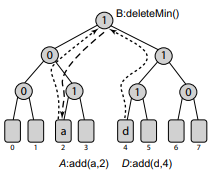 B:deleteMin()
1
0 1
0 1 1 0
a d
0 1 2 3 4 5 6 7
A:add(a,2) D:add(d,4)